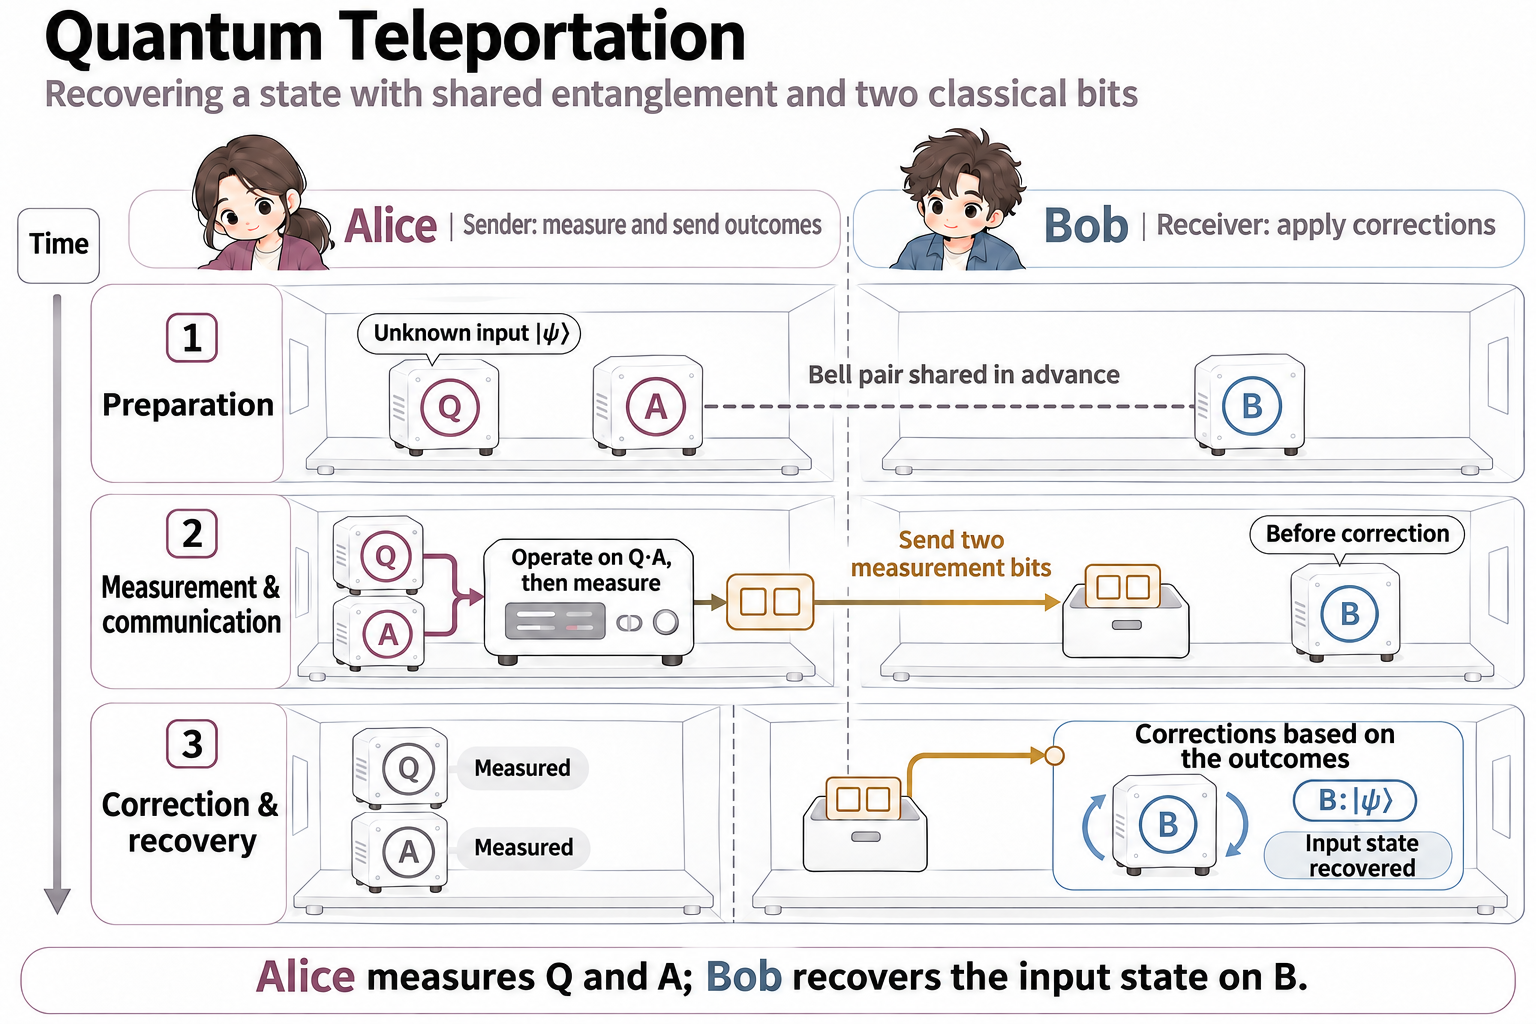 Quantum Teleportation
Recovering a state with shared entanglement and two classical bits
Time
Alice | Sender: measure and send outcomes
Bob | Receiver: apply corrections
1
Preparation
Unknown input |ψ⟩
Q
A
Bell pair shared in advance
B
2
Measurement &
communication
Q
A
Operate on Q·A,
then measure
Send two
measurement bits
Before correction
B
3
Correction &
recovery
Q
Measured
A
Measured
Corrections based on
the outcomes
B
B:|ψ⟩
Input state
recovered
Alice measures Q and A; Bob recovers the input state on B.